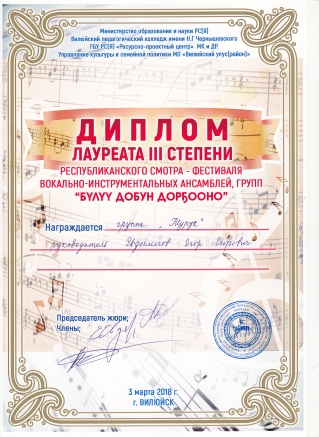 Министерство образования и науки РС(Я)
Вилюйский педагогический колледж имени Н.Г Чернышевского
ГБУ РС(Я) «Ресурсно-проектный центр» МК и ДР.
Управление культуры и семейной политики МО «Вилюйский улус(район)»
ДИПЛОМ
ЛАУРЕАТА III СТЕПЕНИ
РЕСПУБЛИКАНСКОГО СМОТРА - ФЕСТИВАЛЯ
ВОКАЛЬНО-ИНСТРУМЕНТАЛЬНЫХ АНСАМБЛЕЙ, ГРУПП
“БҮЛҮҮ ДОБУН ДОРҔООНО”
Награждается группа „Турук“
руководитель Егор Егорович
Председатель жюри;
Члены;
3 марта 2018 г.
г. ВИЛЮЙСК